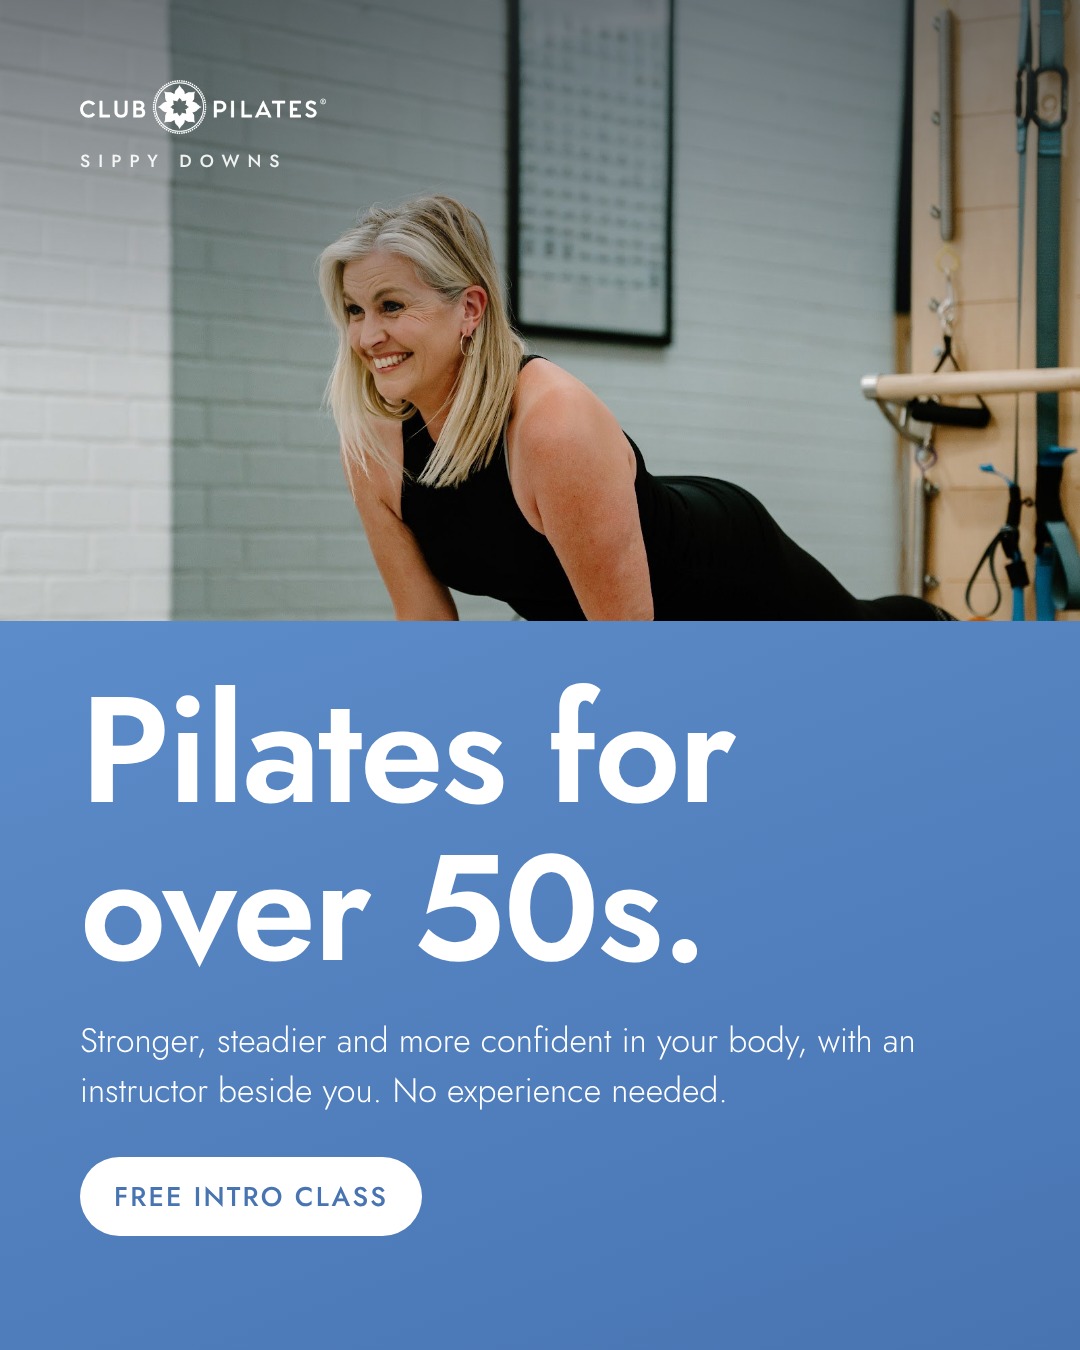 CLUB PILATES®
SIPPY DOWNS
Pilates for
over 50s.
Stronger, steadier and more confident in your body, with an
instructor beside you. No experience needed.
FREE INTRO CLASS